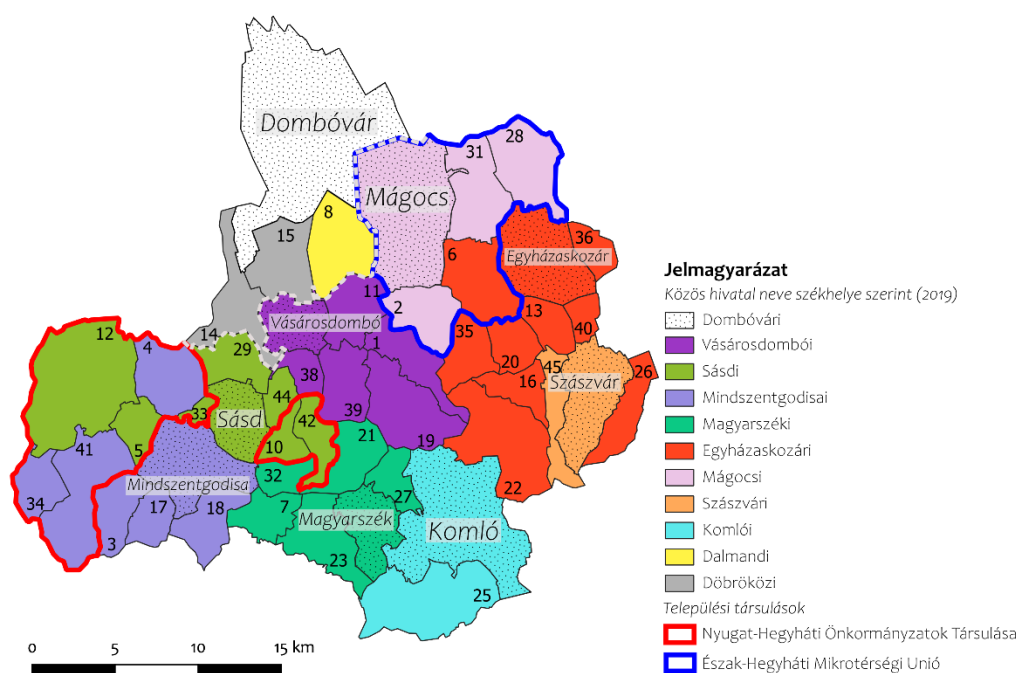 Dombóvár
28
31
Mágocs
8
15
36
6
Egyházaskozár
11
2
13
Vásárosdombó
12
35
40
14
4
29
1
20
45
38
16
Szászvár
26
33
Sásd
44
42
39
41
5
10
21
19
32
Mindszentgodisa
22
34
27
17
18
7
Magyarszék
Komló
3
23
25
Jelmagyarázat
Közös hivatal neve székhelye szerint (2019)
Dombóvári
Vásárosdombói
Sásdi
Mindszentgodisai
Magyarszéki
Egyházaskozári
Mágocsi
Szászvári
Komlói
Dalmandi
Döbröközi
Települési társulások
Nyugat-Hegyháti Önkormányzatok Társulása
Észak-Hegyháti Mikrotérségi Unió
0 5 10 15 km